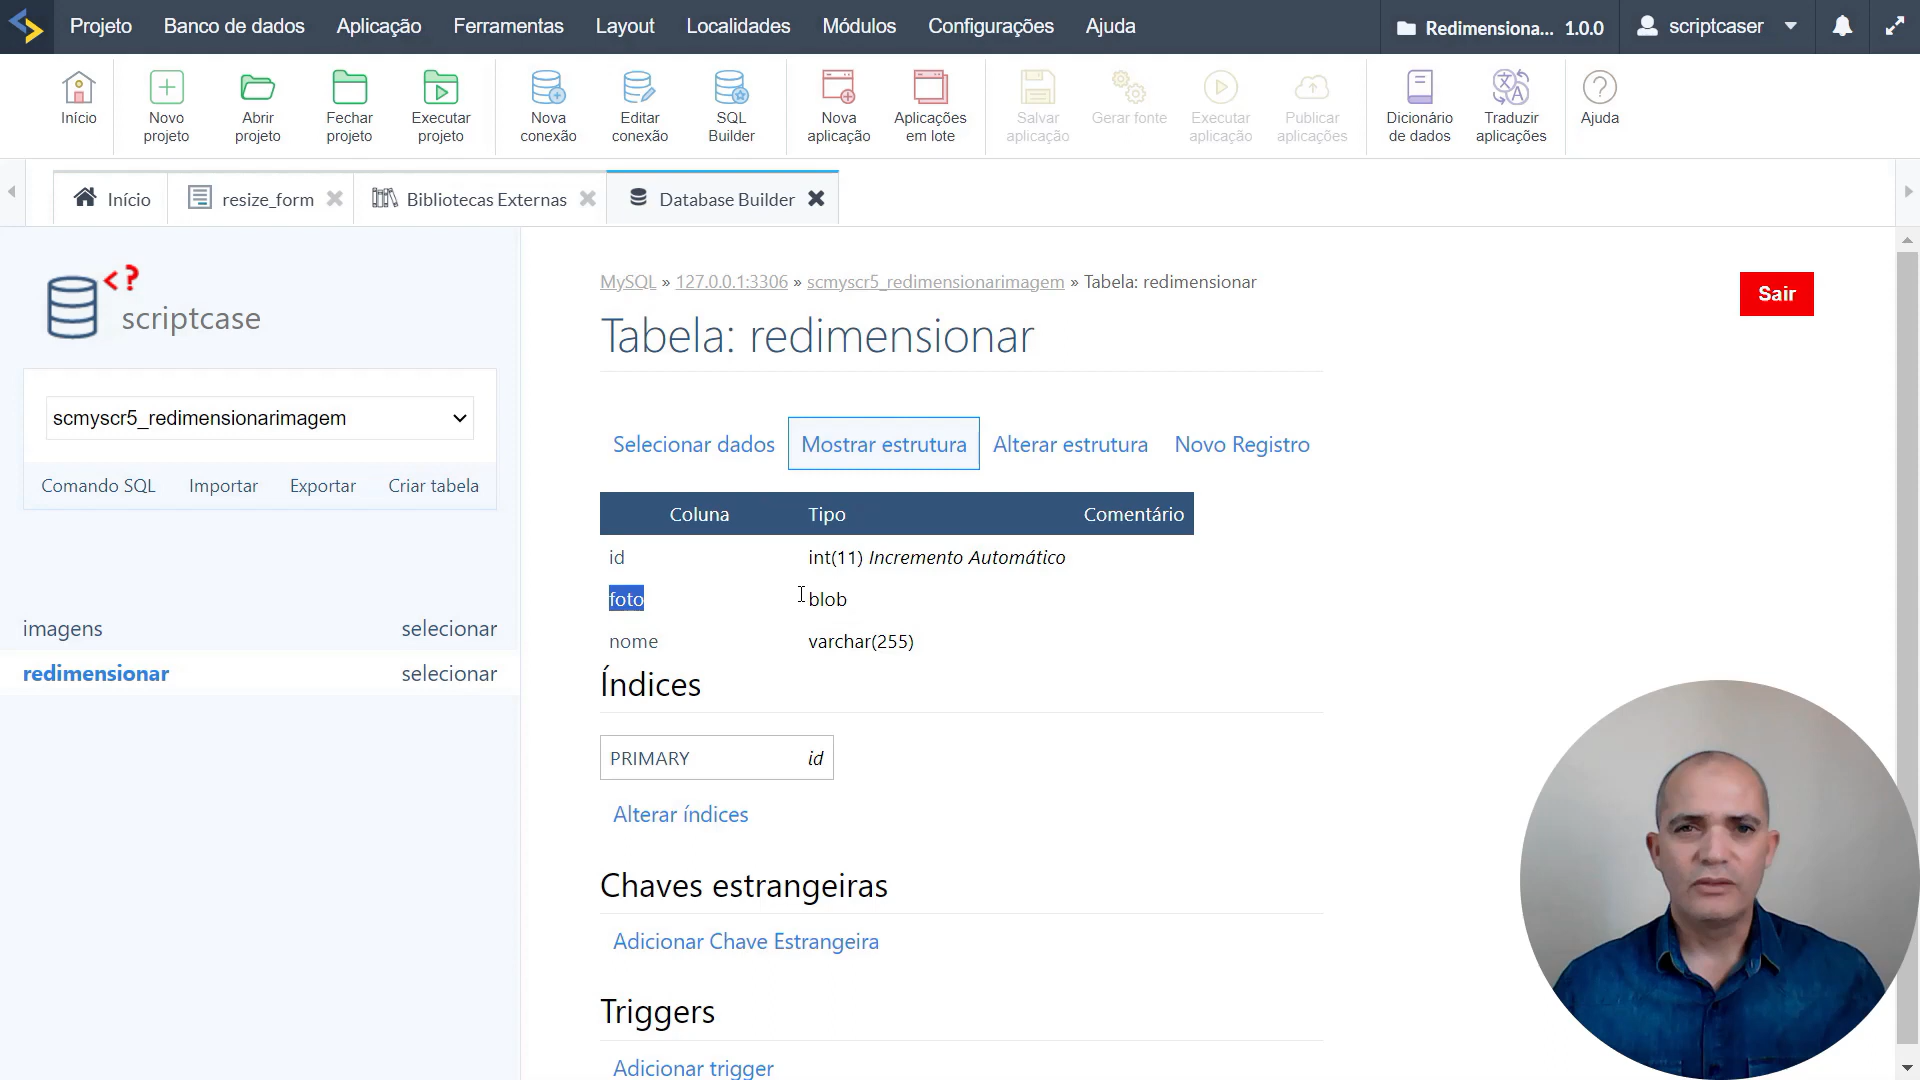 Projeto Banco de dados Aplicação Ferramentas Layout Localidades Módulos Configurações Ajuda Redimensiona... 1.0.0 scriptcaser
Início Novo projeto Abrir projeto Fechar projeto Executar projeto Nova conexão Editar conexão SQL Builder Nova aplicação Aplicações em lote Salvar aplicação Gerar fonte Executar aplicação Publicar aplicações Dicionário de dados Traduzir aplicações Ajuda
Início resize_form Bibliotecas Externas Database Builder
<?
scriptcase
scmyscr5_redimensionarimagem
Comando SQL Importar Exportar Criar tabela
imagens selecionar
redimensionar selecionar
MySQL » 127.0.0.1:3306 » scmyscr5_redimensionarimagem » Tabela: redimensionar
Sair
Tabela: redimensionar
Selecionar dados Mostrar estrutura Alterar estrutura Novo Registro
Coluna Tipo Comentário
id int(11) Incremento Automático
foto blob
nome varchar(255)
Índices
PRIMARY id
Alterar índices
Chaves estrangeiras
Adicionar Chave Estrangeira
Triggers
Adicionar trigger